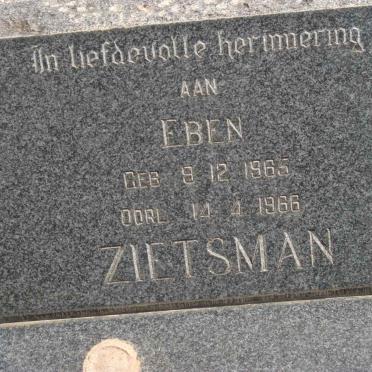 In liefdevolle herinnering
AAN
EBEN
GEB 9 12 1965
OORL 14 4 1966
ZIETSMAN